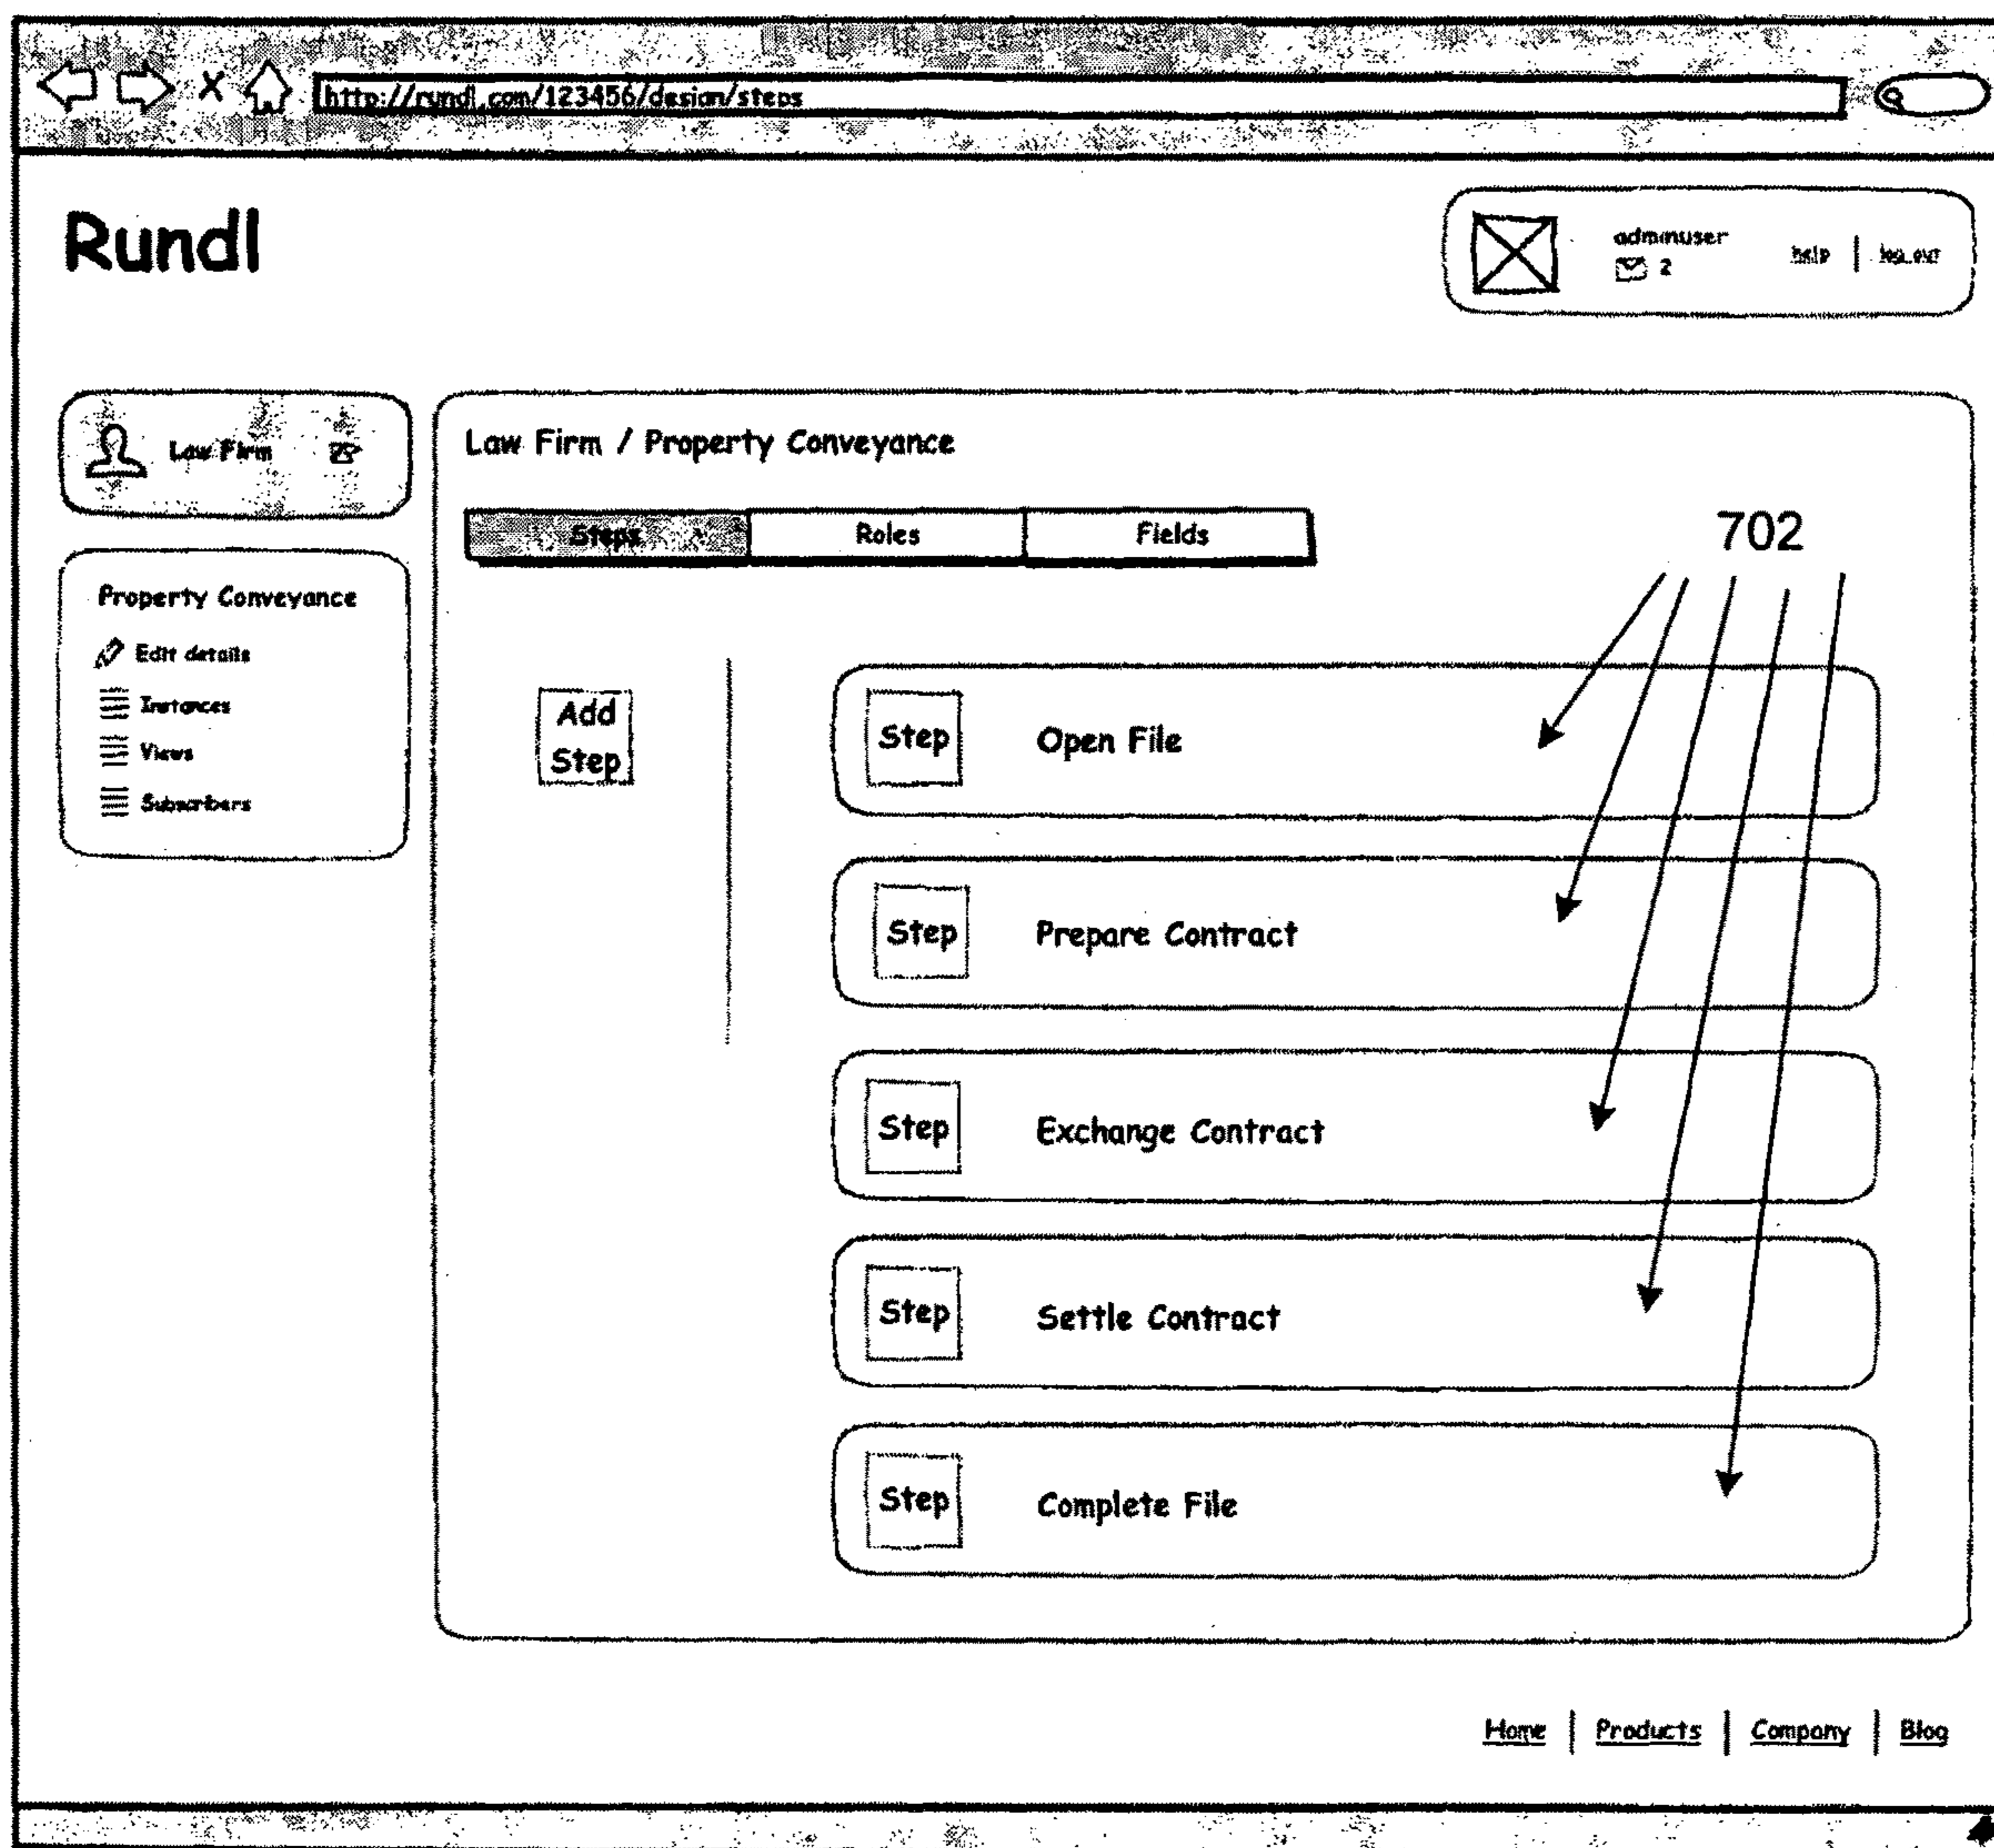 http://rundl.com/123456/design/steps
Rundl
adminuser
2
help | log out
Law Firm
Property Conveyance
Edit details
Instances
Views
Subscribers
Law Firm / Property Conveyance
Steps
Roles
Fields
702
Add
Step
Step
Open File
Step
Prepare Contract
Step
Exchange Contract
Step
Settle Contract
Step
Complete File
Home | Products | Company | Blog